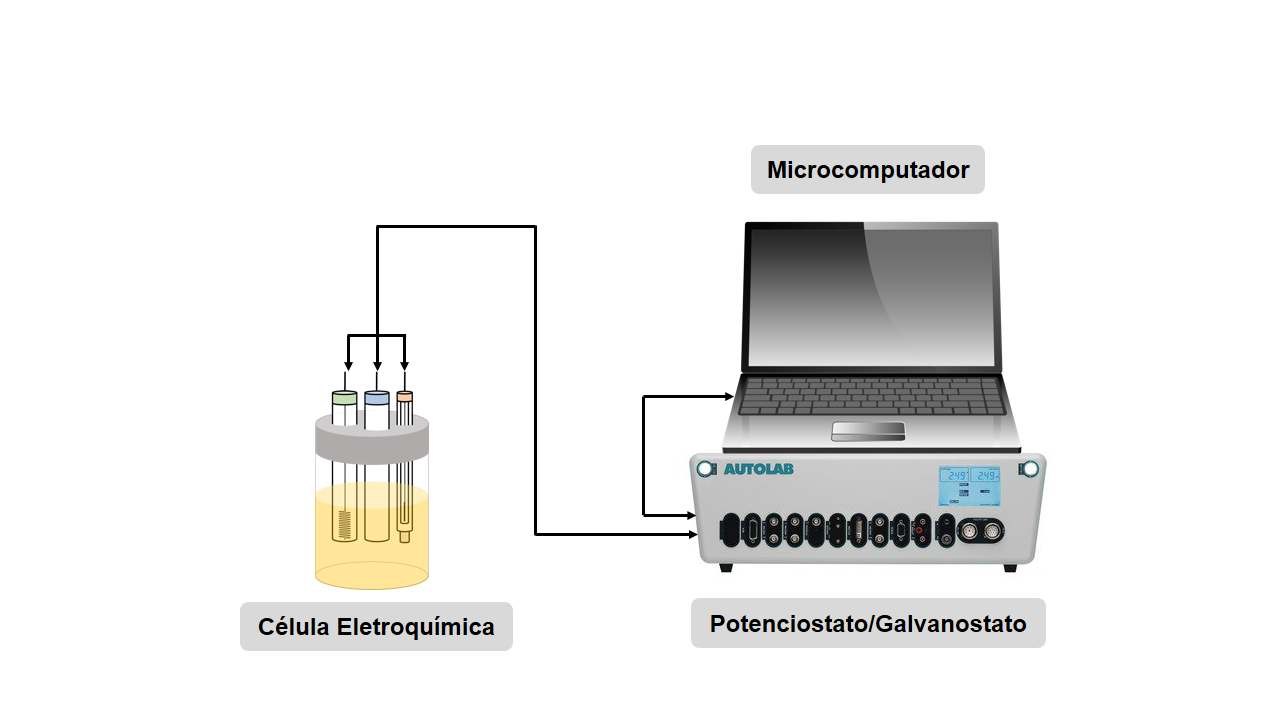 Microcomputador
AUTOLAB
Célula Eletroquímica
Potenciostato/Galvanostato